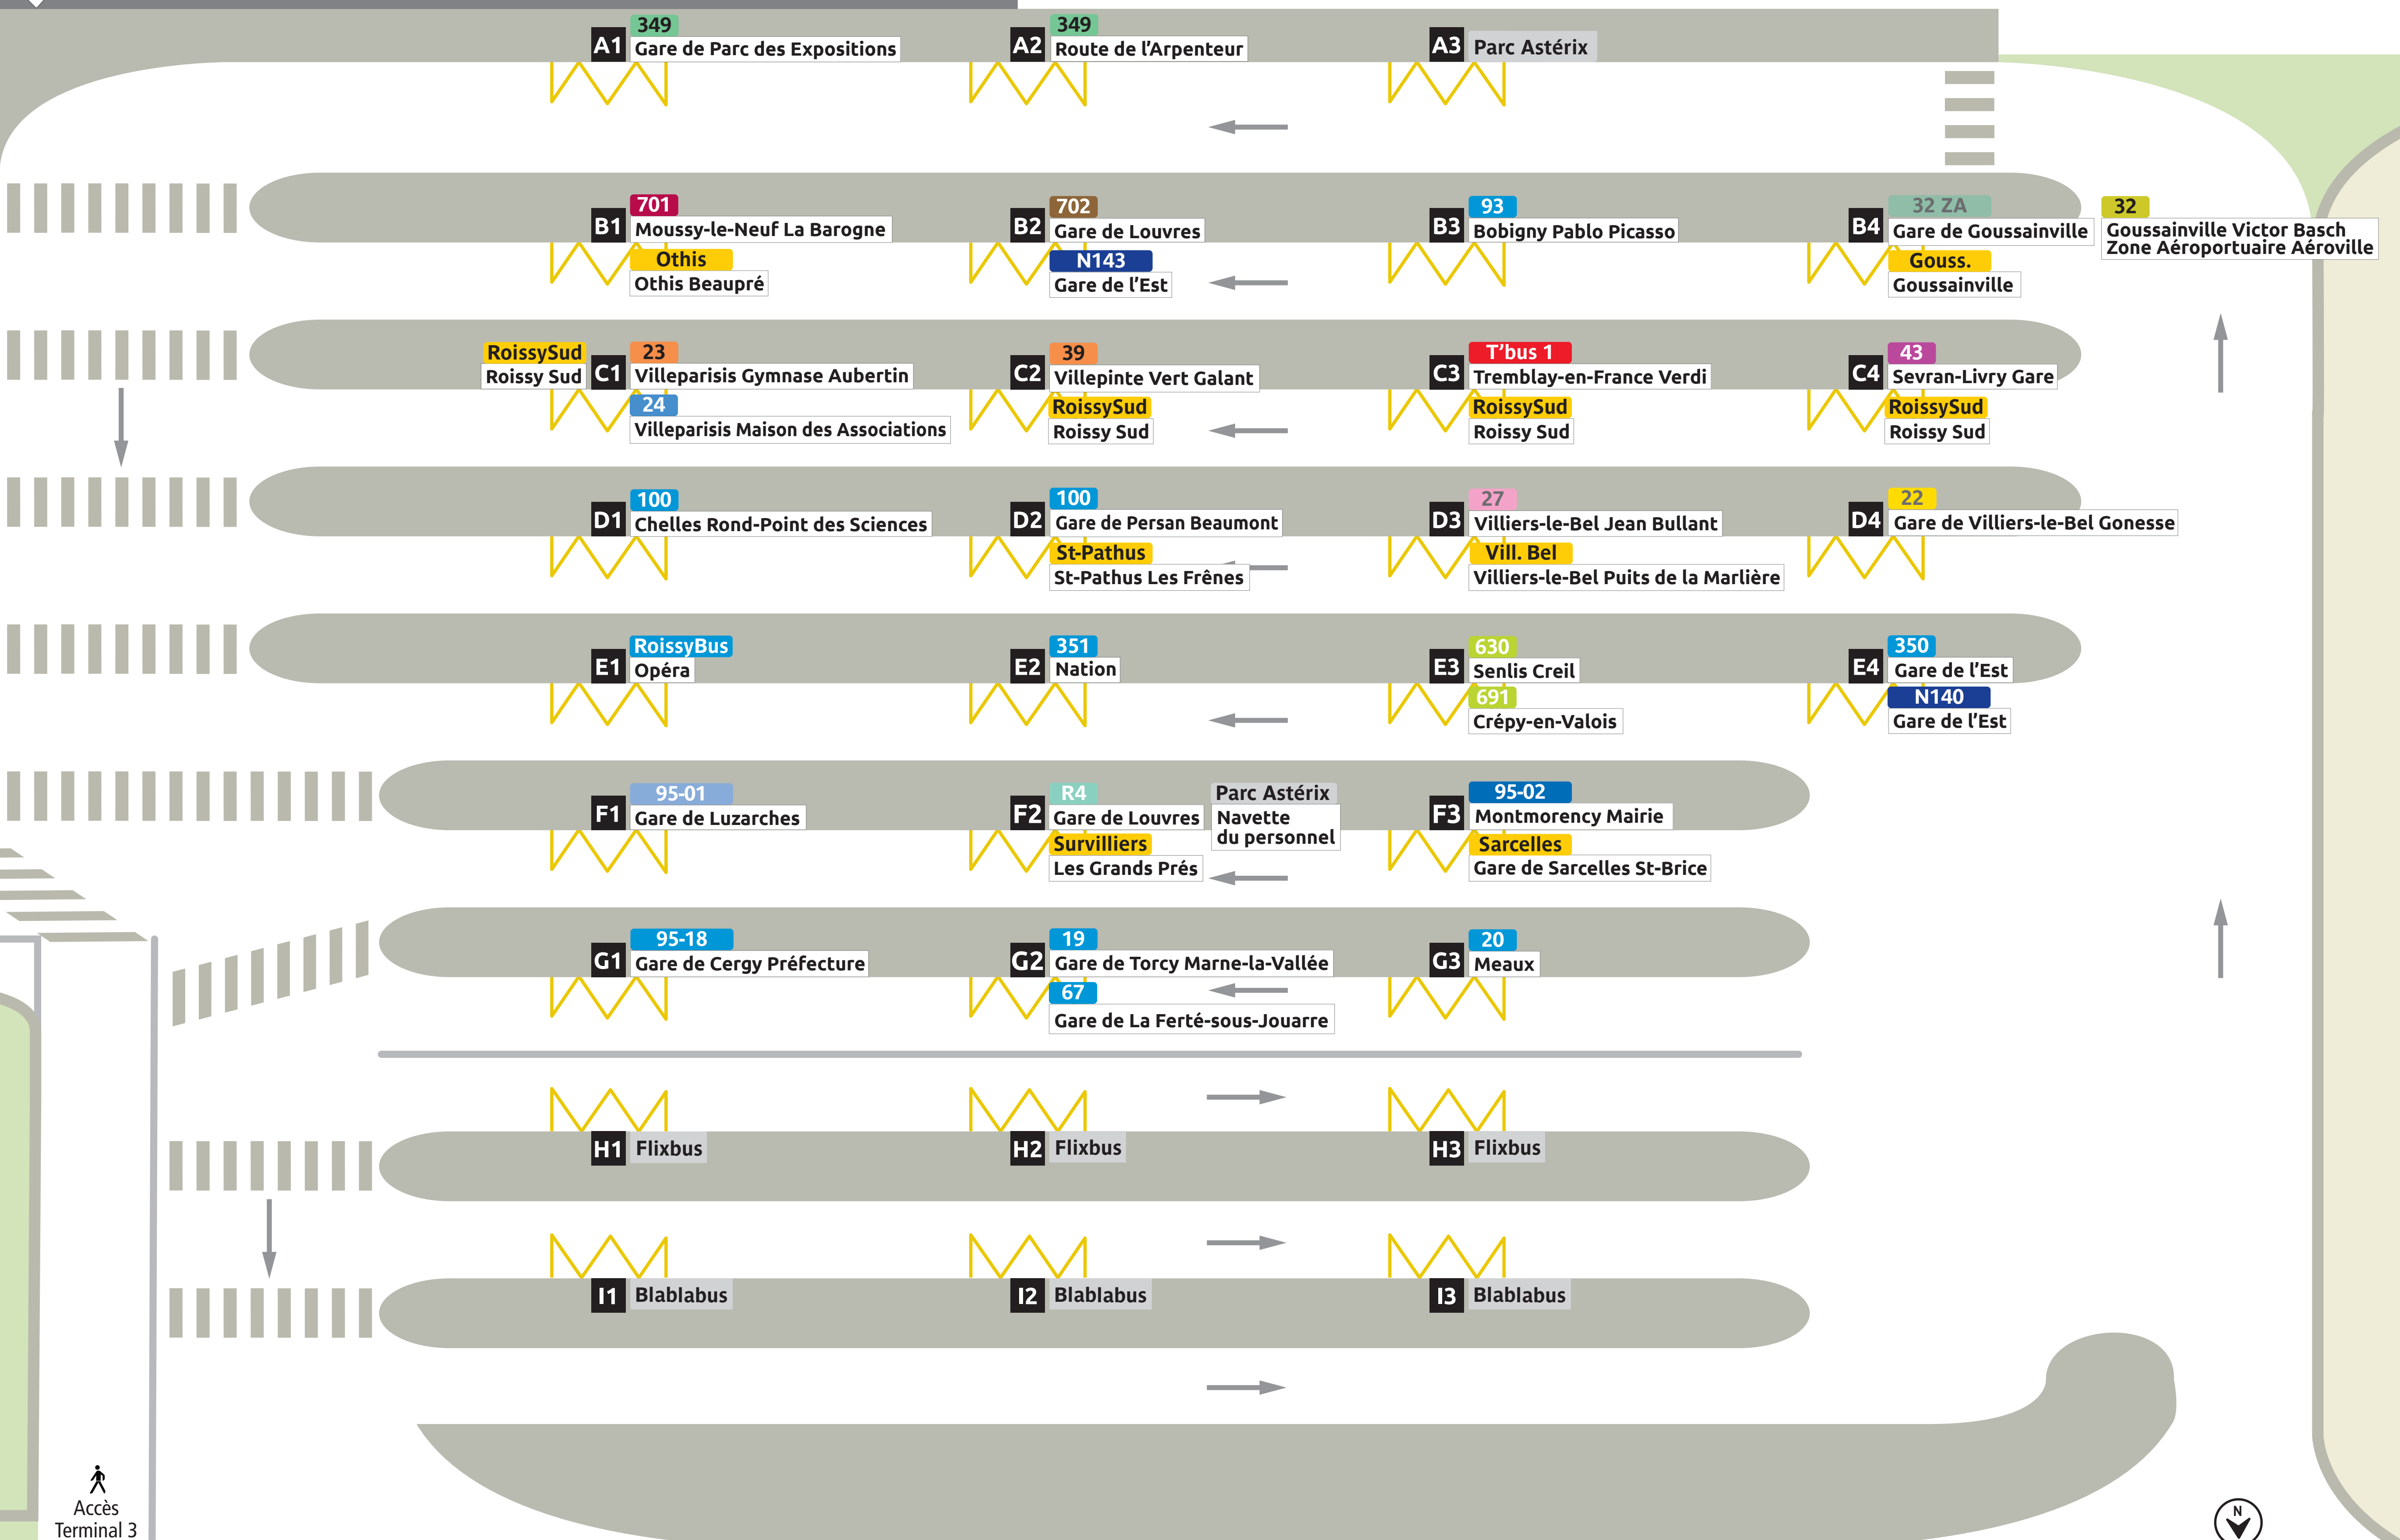 A1
349
Gare de Parc des Expositions
A2
349
Route de l’Arpenteur
A3
Parc Astérix
B1
701
Moussy-le-Neuf La Barogne
Othis
Othis Beaupré
B2
702
Gare de Louvres
N143
Gare de l’Est
B3
93
Bobigny Pablo Picasso
B4
32 ZA
Gare de Goussainville
Gouss.
Goussainville
32
Goussainville Victor Basch
Zone Aéroportuaire Aéroville
RoissySud
Roissy Sud
C1
23
Villeparisis Gymnase Aubertin
24
Villeparisis Maison des Associations
C2
39
Villepinte Vert Galant
RoissySud
Roissy Sud
C3
T’bus 1
Tremblay-en-France Verdi
RoissySud
Roissy Sud
C4
43
Sevran-Livry Gare
RoissySud
Roissy Sud
D1
100
Chelles Rond-Point des Sciences
D2
100
Gare de Persan Beaumont
St-Pathus
St-Pathus Les Frênes
D3
27
Villiers-le-Bel Jean Bullant
Vill. Bel
Villiers-le-Bel Puits de la Marlière
D4
22
Gare de Villiers-le-Bel Gonesse
E1
RoissyBus
Opéra
E2
351
Nation
E3
630
Senlis Creil
691
Crépy-en-Valois
E4
350
Gare de l’Est
N140
Gare de l’Est
F1
95-01
Gare de Luzarches
F2
R4
Gare de Louvres
Survilliers
Les Grands Prés
Parc Astérix
Navette
du personnel
F3
95-02
Montmorency Mairie
Sarcelles
Gare de Sarcelles St-Brice
G1
95-18
Gare de Cergy Préfecture
G2
19
Gare de Torcy Marne-la-Vallée
67
Gare de La Ferté-sous-Jouarre
G3
20
Meaux
H1
Flixbus
H2
Flixbus
H3
Flixbus
I1
Blablabus
I2
Blablabus
I3
Blablabus
Accès
Terminal 3
N